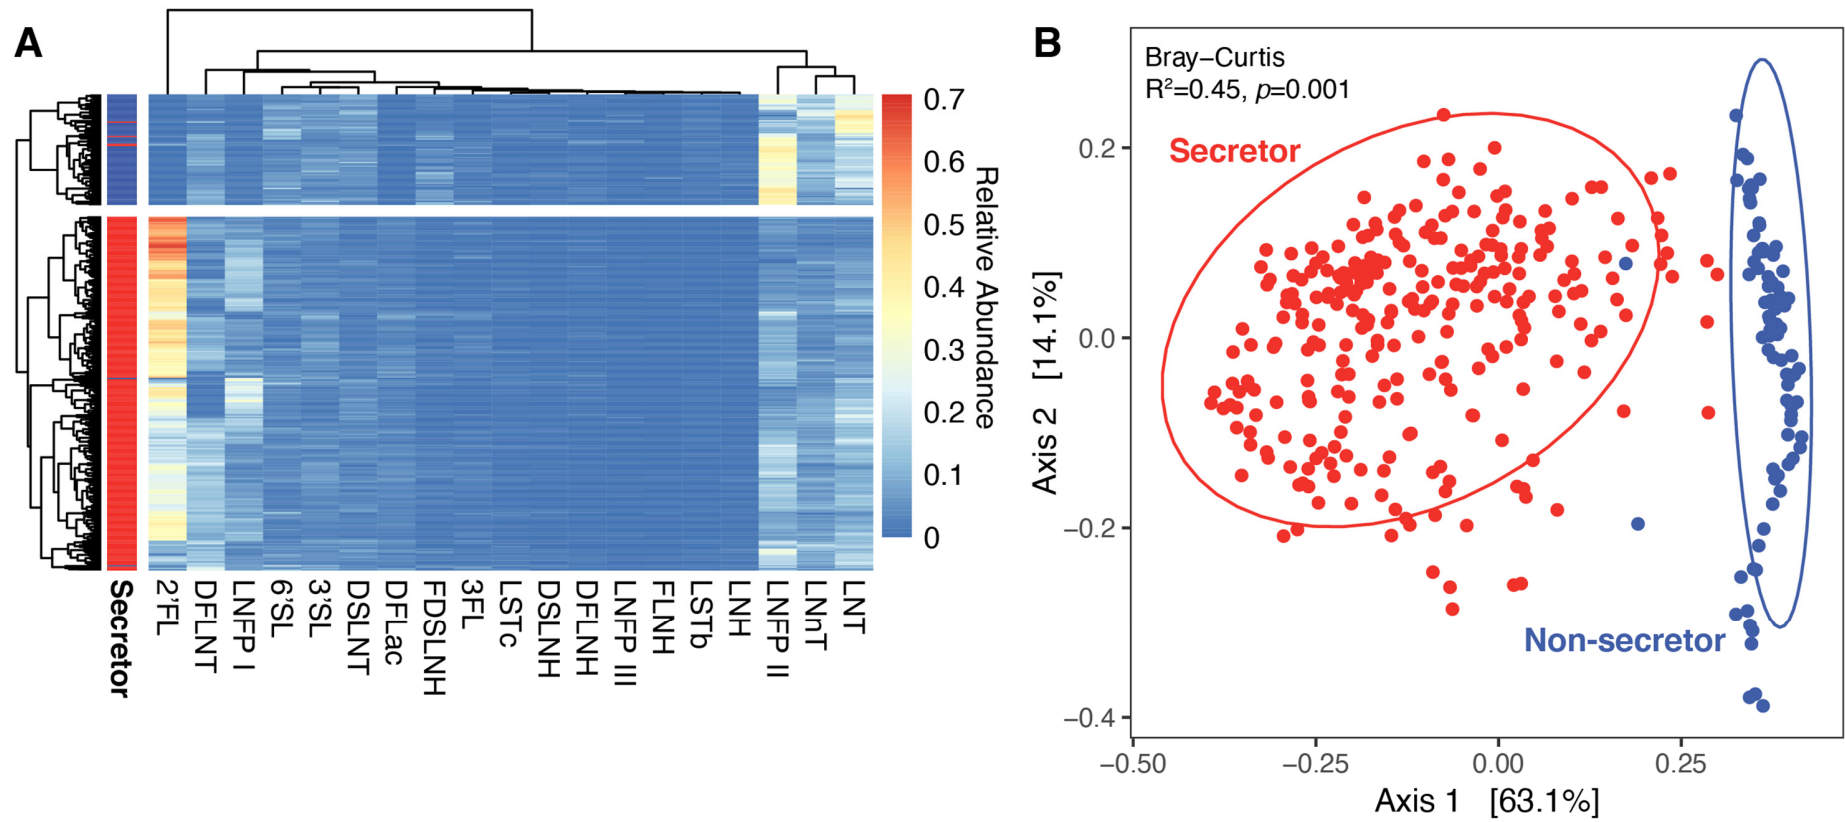 A
0.7
0.6
0.5
0.4
0.3
0.2
0.1
0
Relative Abundance
Secretor
2'FL
DFLNT
LNFP I
6'SL
3'SL
DSLNT
DFLac
FDSLNH
3FL
LSTc
DSLNH
DFLNH
LNFP III
FLNH
LSTb
LNH
LNFP II
LNnT
LNT
B
Bray−Curtis
R²=0.45, p=0.001
Secretor
Non-secretor
0.2
0.0
−0.2
−0.4
Axis 2 [14.1%]
−0.50
−0.25
0.00
0.25
Axis 1 [63.1%]